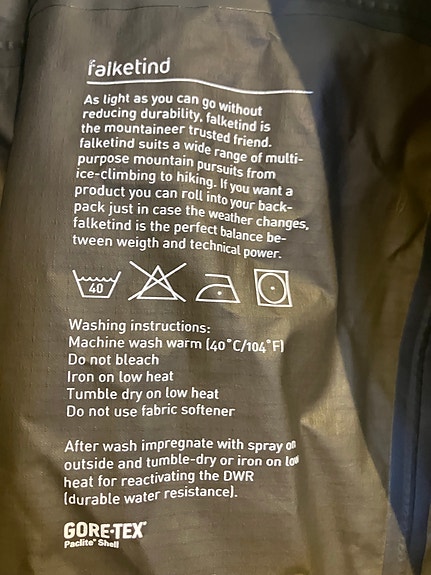 falketind
As light as you can go without
reducing durability, falketind is
the mountaineer trusted friend.
falketind suits a wide range of multi-
purpose mountain pursuits from
ice-climbing to hiking. If you want a
product you can roll into your back-
pack just in case the weather changes,
falketind is the perfect balance be-
tween weigth and technical power.
40
Washing instructions:
Machine wash warm (40°C/104°F)
Do not bleach
Iron on low heat
Tumble dry on low heat
Do not use fabric softener
After wash impregnate with spray on
outside and tumble-dry or iron on low
heat for reactivating the DWR
(durable water resistance).
GORE-TEX®
Paclite® Shell